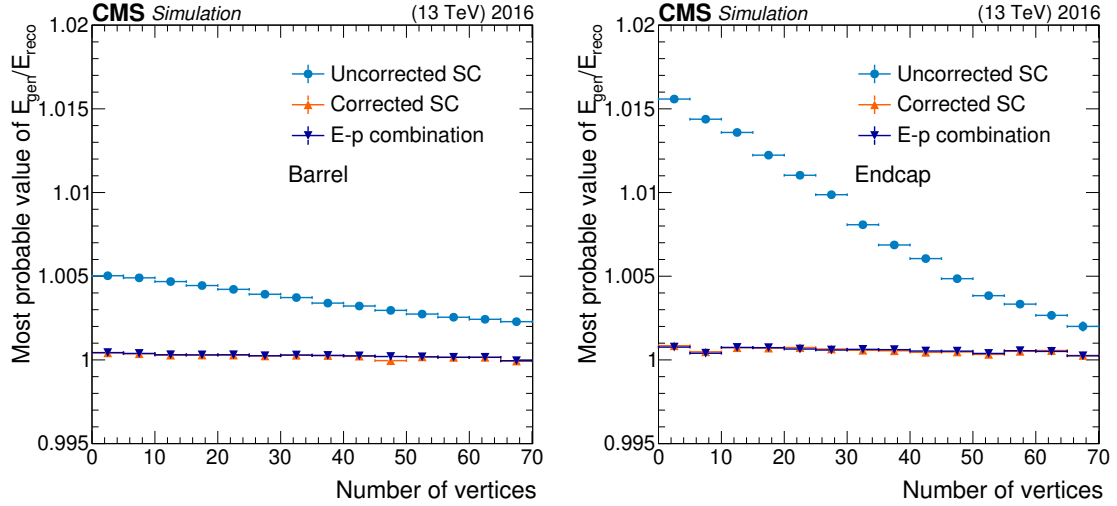 CMS Simulation (13 TeV) 2016
Most probable value of E_gen/E_reco
1.02
1.015
1.01
1.005
1
0.995
Uncorrected SC
Corrected SC
E-p combination
Barrel
0 10 20 30 40 50 60 70
Number of vertices
CMS Simulation (13 TeV) 2016
Most probable value of E_gen/E_reco
1.02
1.015
1.01
1.005
1
0.995
Uncorrected SC
Corrected SC
E-p combination
Endcap
0 10 20 30 40 50 60 70
Number of vertices